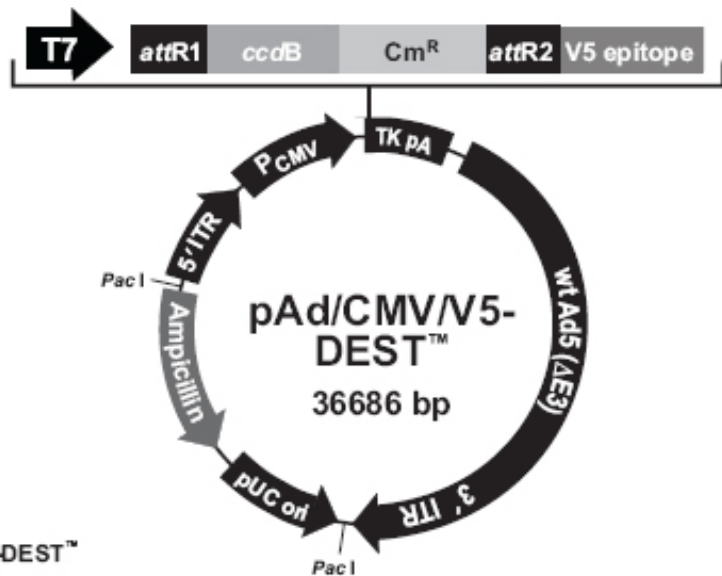 T7 attR1 ccdB Cmᴿ attR2 V5 epitope
PCMV
TK pA
5′ ITR
Pac I
wt Ad5 (ΔE3)
pAd/CMV/V5-
DEST™
36686 bp
Ampicillin
pUC ori
3′ ITR
Pac I
DEST™